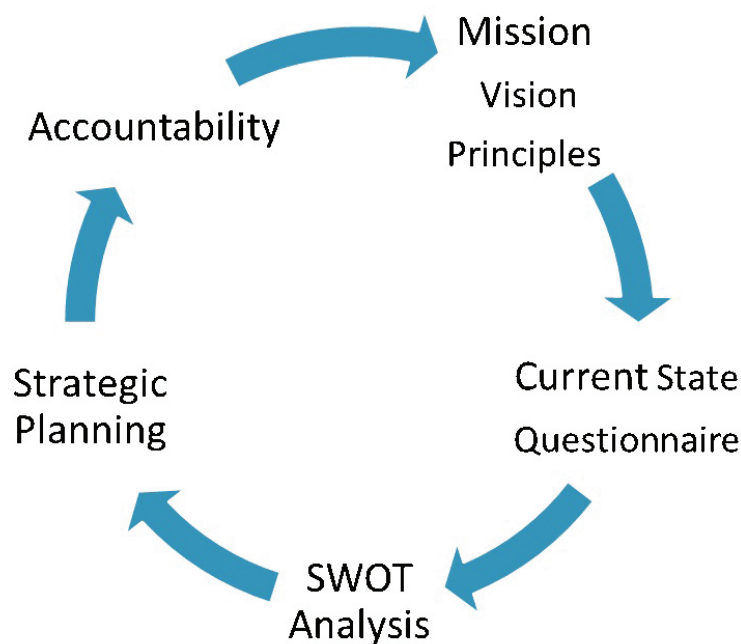 Mission
Vision
Principles
Current State
Questionnaire
SWOT
Analysis
Strategic
Planning
Accountability